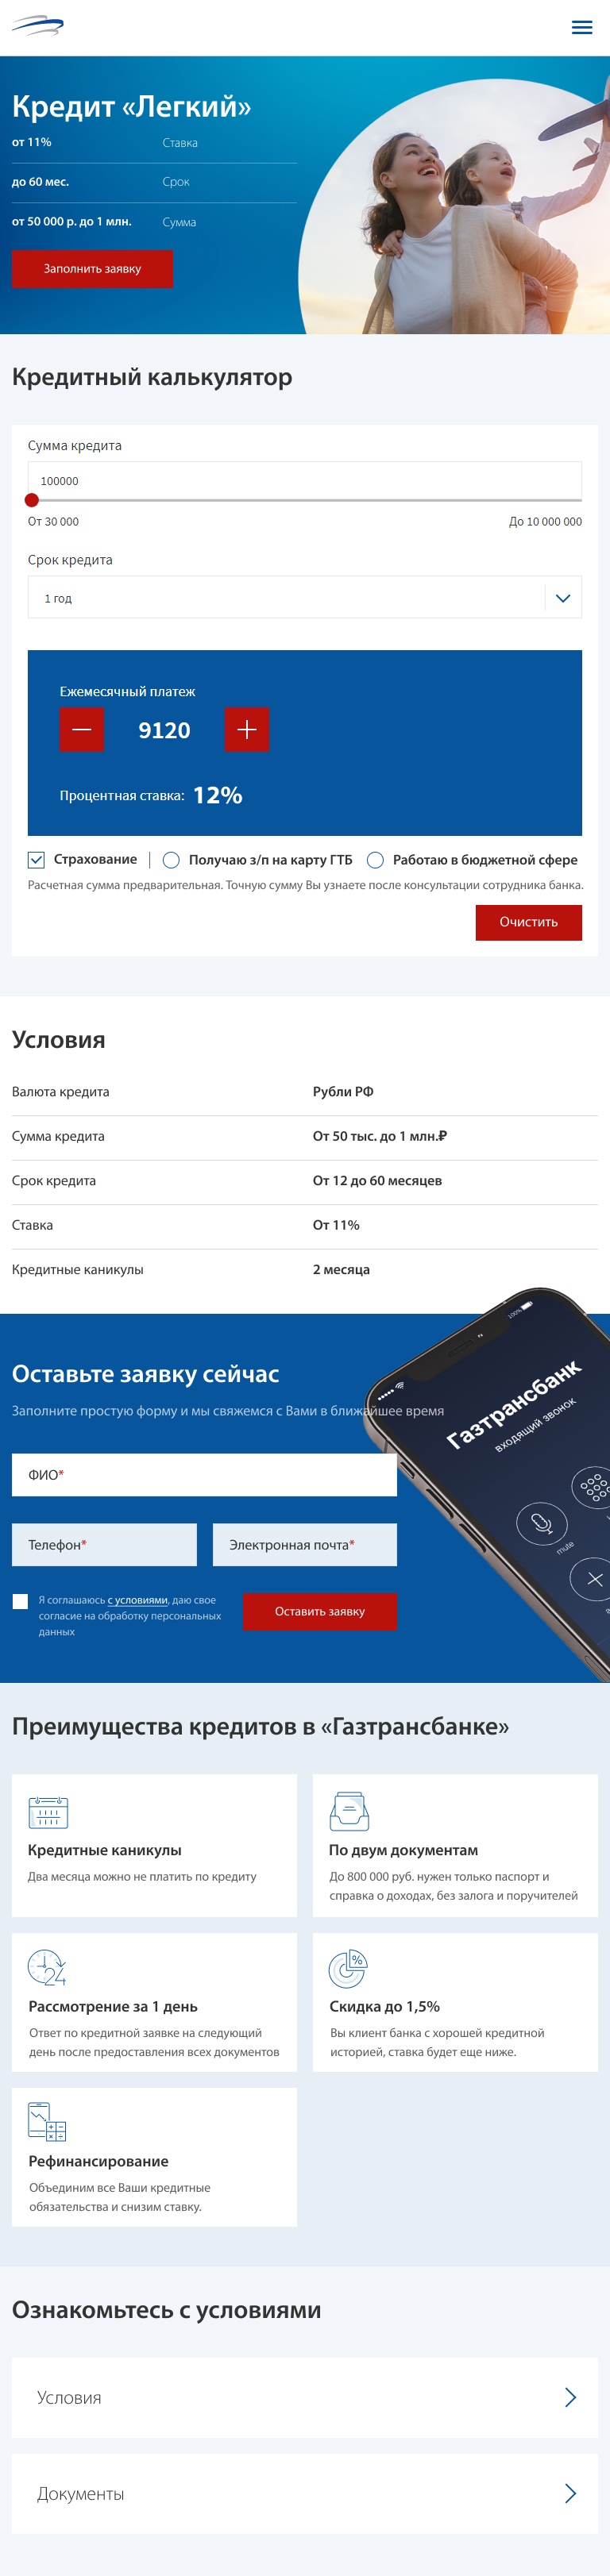 Кредит «Легкий»
от 11% Ставка
до 60 мес. Срок
от 50 000 р. до 1 млн. Сумма
Заполнить заявку
Кредитный калькулятор
Сумма кредита
100000
От 30 000 До 10 000 000
Срок кредита
1 год
Ежемесячный платеж
9120
Процентная ставка: 12%
Страхование Получаю з/п на карту ГТБ Работаю в бюджетной сфере
Расчетная сумма предварительная. Точную сумму Вы узнаете после консультации сотрудника банка.
Очистить
Условия
Валюта кредита Рубли РФ
Сумма кредита От 50 тыс. до 1 млн.₽
Срок кредита От 12 до 60 месяцев
Ставка От 11%
Кредитные каникулы 2 месяца
100%
Газтрансбанк
входящий звонок
mute
Оставьте заявку сейчас
Заполните простую форму и мы свяжемся с Вами в ближайшее время
ФИО*
Телефон* Электронная почта*
Я соглашаюсь с условиями, даю свое
согласие на обработку персональных
данных
Оставить заявку
Преимущества кредитов в «Газтрансбанке»
Кредитные каникулы
Два месяца можно не платить по кредиту
По двум документам
До 800 000 руб. нужен только паспорт и
справка о доходах, без залога и поручителей
24
Рассмотрение за 1 день
Ответ по кредитной заявке на следующий
день после предоставления всех документов
%
Скидка до 1,5%
Вы клиент банка с хорошей кредитной
историей, ставка будет еще ниже.
Рефинансирование
Объединим все Ваши кредитные
обязательства и снизим ставку.
Ознакомьтесь с условиями
Условия
Документы